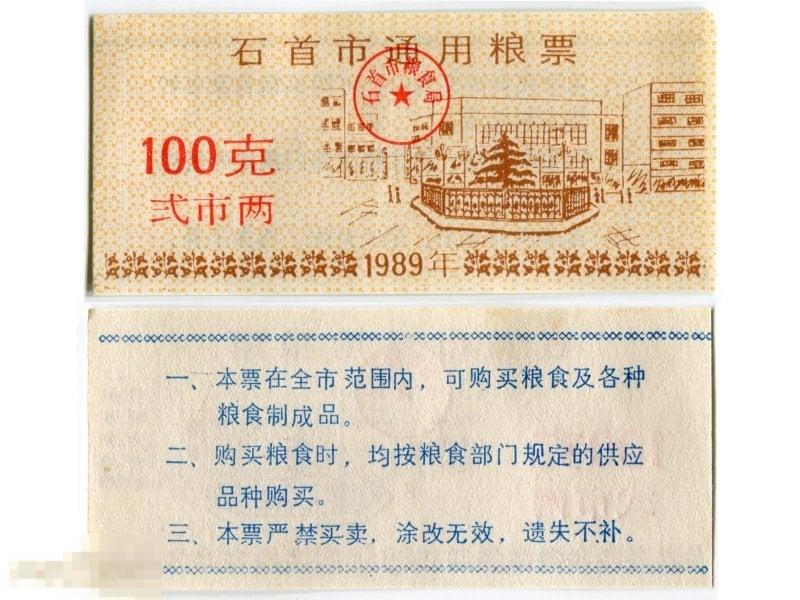 石首市通用粮票
石首市粮食局
100克
弍市两
1989年
一、本票在全市范围内，可购买粮食及各种
粮食制成品。
二、购买粮食时，均按粮食部门规定的供应
品种购买。
三、本票严禁买卖，涂改无效，遗失不补。